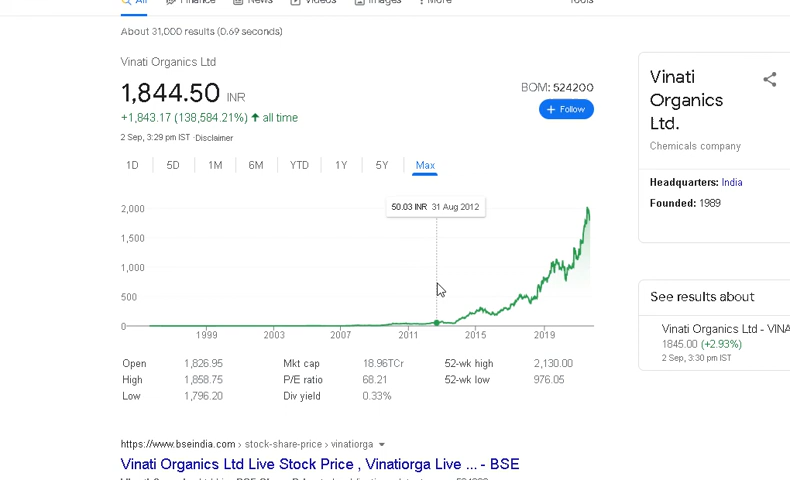 All Finance News Videos Images More Tools
About 31,000 results (0.69 seconds)
Vinati Organics Ltd
1,844.50 INR
BOM: 524200
+1,843.17 (138,584.21%) ↑ all time
+ Follow
2 Sep, 3:29 pm IST · Disclaimer
1D 5D 1M 6M YTD 1Y 5Y Max
50.03 INR 31 Aug 2012
2,000
1,500
1,000
500
0
1999 2003 2007 2011 2015 2019
Open 1,826.95 Mkt cap 18.96TCr 52-wk high 2,130.00
High 1,858.75 P/E ratio 68.21 52-wk low 976.05
Low 1,796.20 Div yield 0.33%
https://www.bseindia.com › stock-share-price › vinatiorga
Vinati Organics Ltd Live Stock Price , Vinatiorga Live ... - BSE
Vinati
Organics
Ltd.
Chemicals company
Headquarters: India
Founded: 1989
See results about
Vinati Organics Ltd - VINA
1845.00 (+2.93%)
2 Sep, 3:30 pm IST